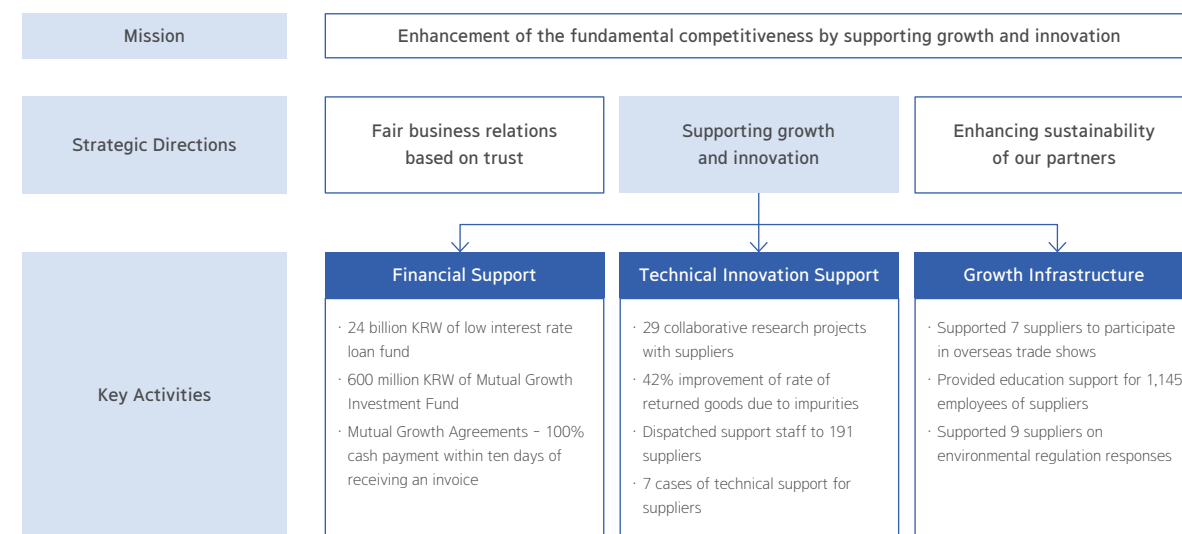 Mission
Enhancement of the fundamental competitiveness by supporting growth and innovation
Strategic Directions
Fair business relations
based on trust
Supporting growth
and innovation
Enhancing sustainability
of our partners
Key Activities
Financial Support
· 24 billion KRW of low interest rate
loan fund
· 600 million KRW of Mutual Growth
Investment Fund
· Mutual Growth Agreements – 100%
cash payment within ten days of
receiving an invoice
Technical Innovation Support
· 29 collaborative research projects
with suppliers
· 42% improvement of rate of
returned goods due to impurities
· Dispatched support staff to 191
suppliers
· 7 cases of technical support for
suppliers
Growth Infrastructure
· Supported 7 suppliers to participate
in overseas trade shows
· Provided education support for 1,145
employees of suppliers
· Supported 9 suppliers on
environmental regulation responses